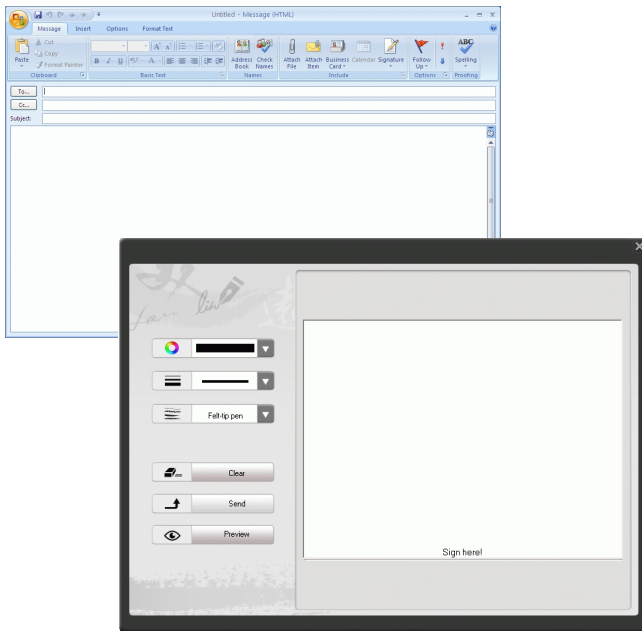 Untitled - Message (HTML)
Message Insert Options Format Text
Paste
Cut
Copy
Format Painter
Clipboard
B I U
Basic Text
Address Book
Check Names
Names
Attach File
Attach Item
Business Card
Calendar
Signature
Include
Follow Up
Options
ABC
Spelling
Proofing
To...
Cc...
Subject:
Felt-tip pen
Clear
Send
Preview
Sign here!